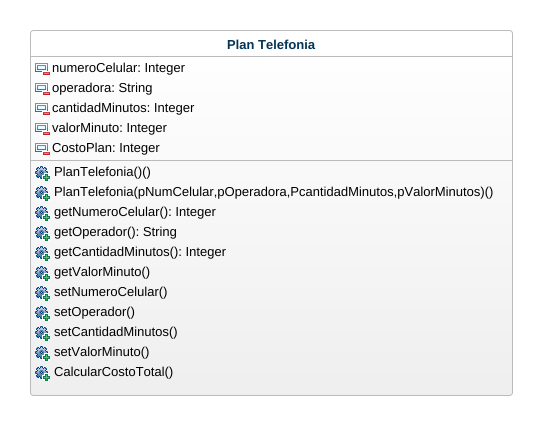 Plan Telefonia
numeroCelular: Integer
operadora: String
cantidadMinutos: Integer
valorMinuto: Integer
CostoPlan: Integer
PlanTelefonia()()
PlanTelefonia(pNumCelular,pOperadora,PcantidadMinutos,pValorMinutos)()
getNumeroCelular(): Integer
getOperador(): String
getCantidadMinutos(): Integer
getValorMinuto()
setNumeroCelular()
setOperador()
setCantidadMinutos()
setValorMinuto()
CalcularCostoTotal()